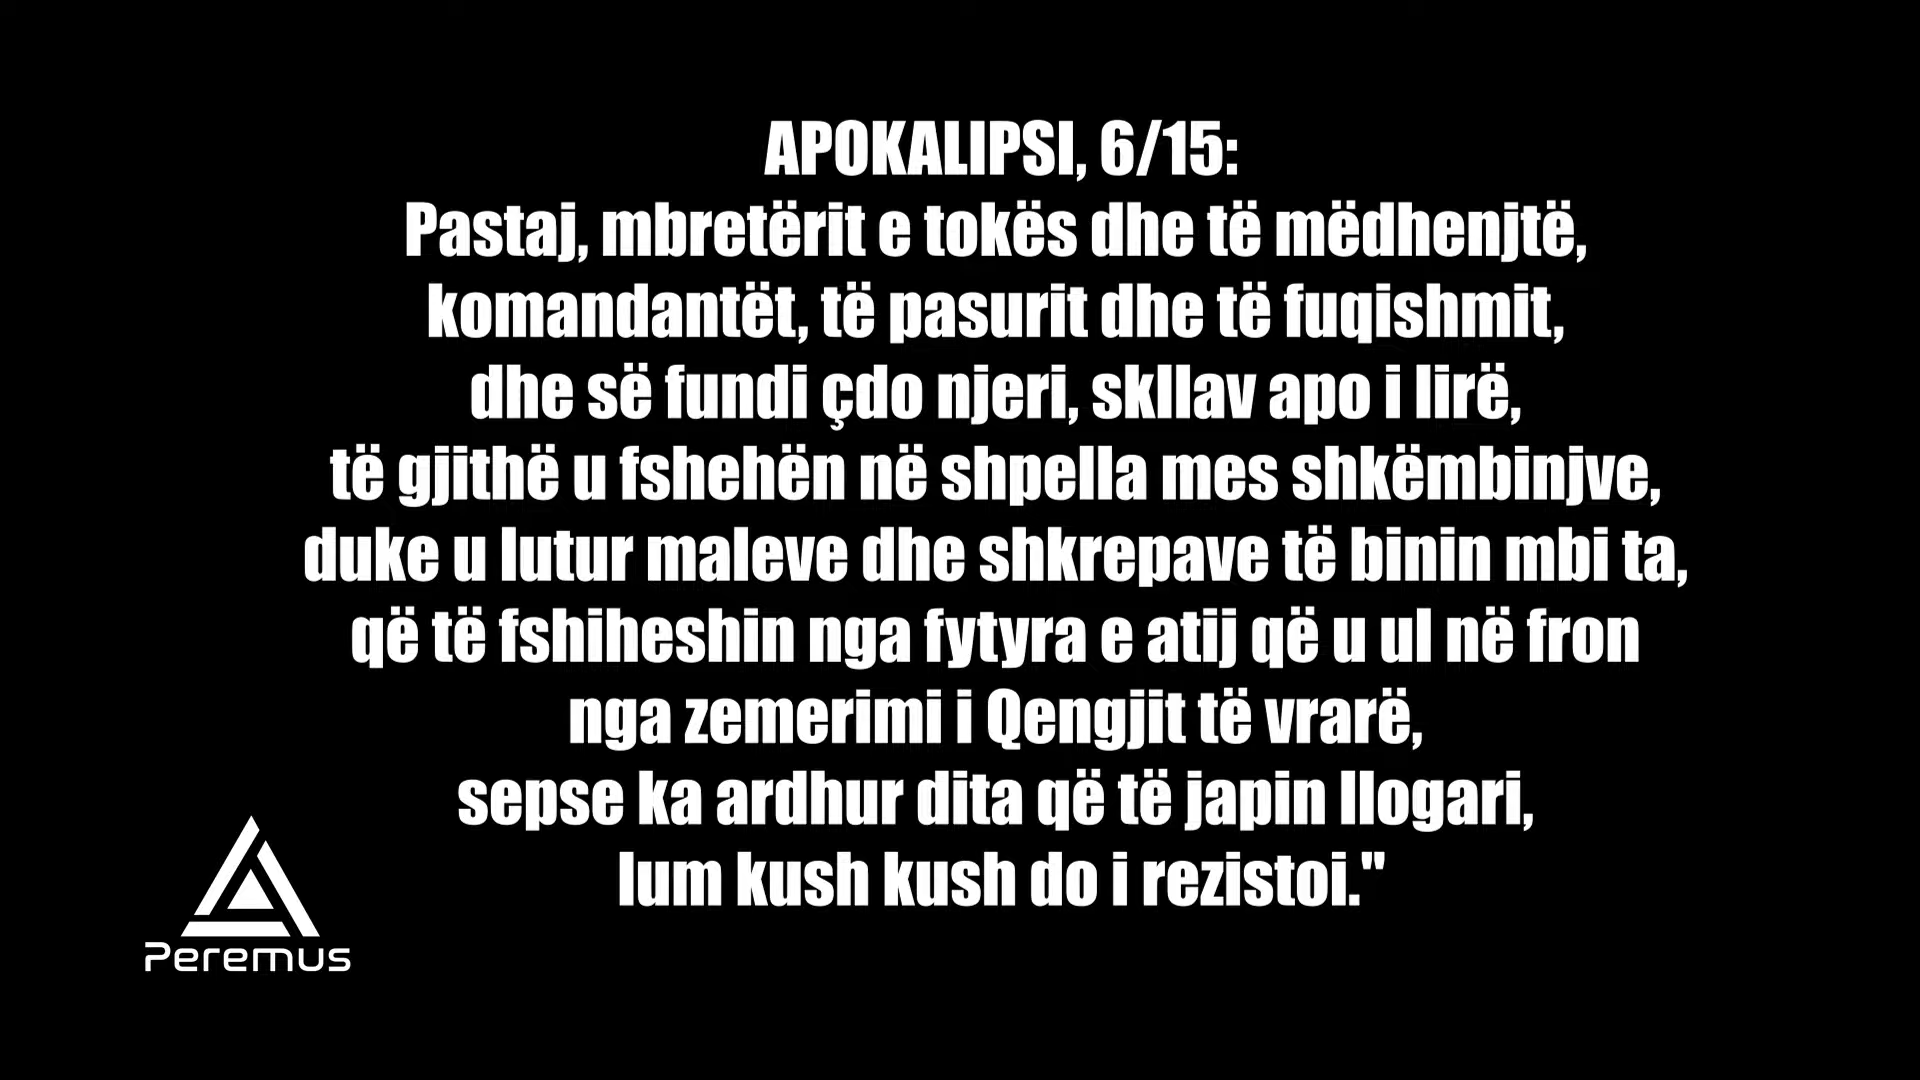 APOKALIPSI, 6/15:
Pastaj, mbretërit e tokës dhe të mëdhenjtë,
komandantët, të pasurit dhe të fuqishmit,
dhe së fundi çdo njeri, skllav apo i lirë,
të gjithë u fshehën në shpella mes shkëmbinjve,
duke u lutur maleve dhe shkrepave të binin mbi ta,
që të fshiheshin nga fytyra e atij që u ul në fron
nga zemerimi i Qengjit të vrarë,
sepse ka ardhur dita që të japin llogari,
lum kush kush do i rezistoi."
Peremus